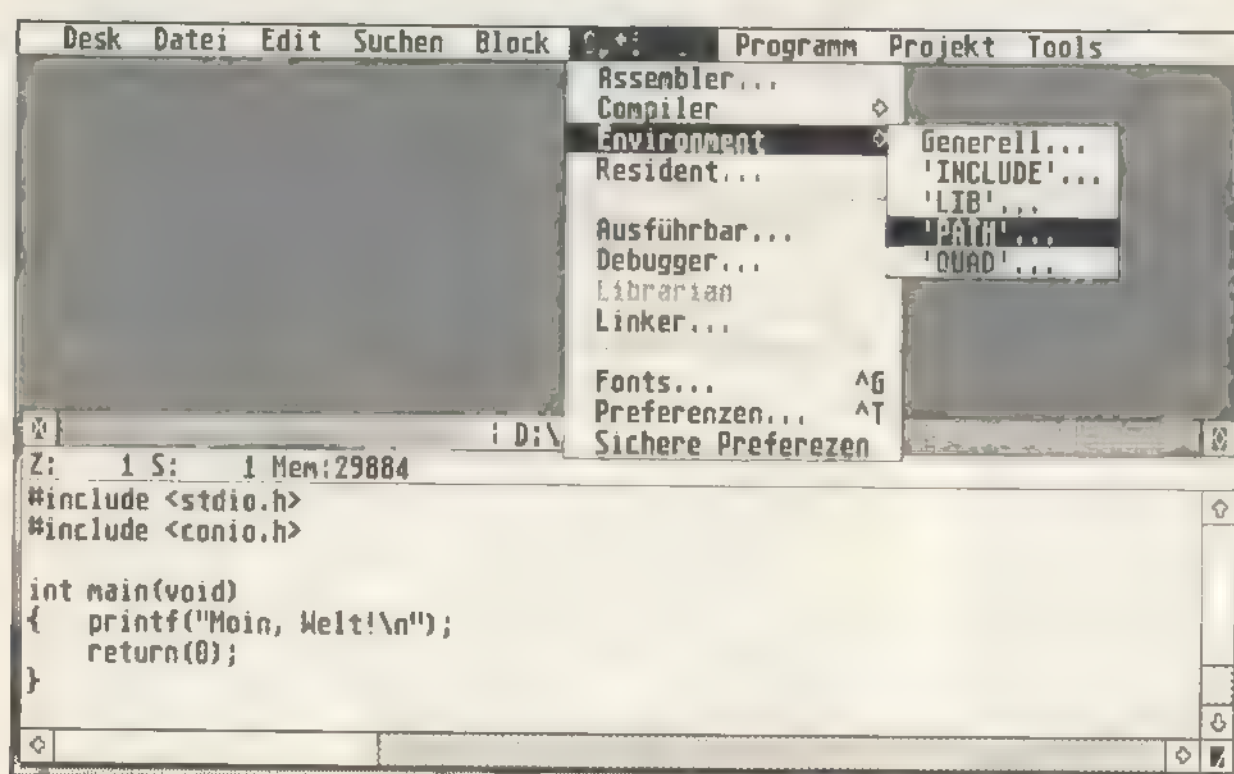 Desk Datei Edit Suchen Block Programm Projekt Tools
Assembler...
Compiler
Environment
Resident...
Ausführbar...
Debugger...
Librarian
Linker...
Fonts... ^G
Preferenzen... ^T
Sichere Preferezen
Generell...
'INCLUDE'...
'LIB'...
'PATH'...
'QUAD'...
D:\
Z: 1 S: 1 Mem:29884
#include <stdio.h>
#include <conio.h>
int main(void)
{ printf("Moin, Welt!\n");
return(0);
}